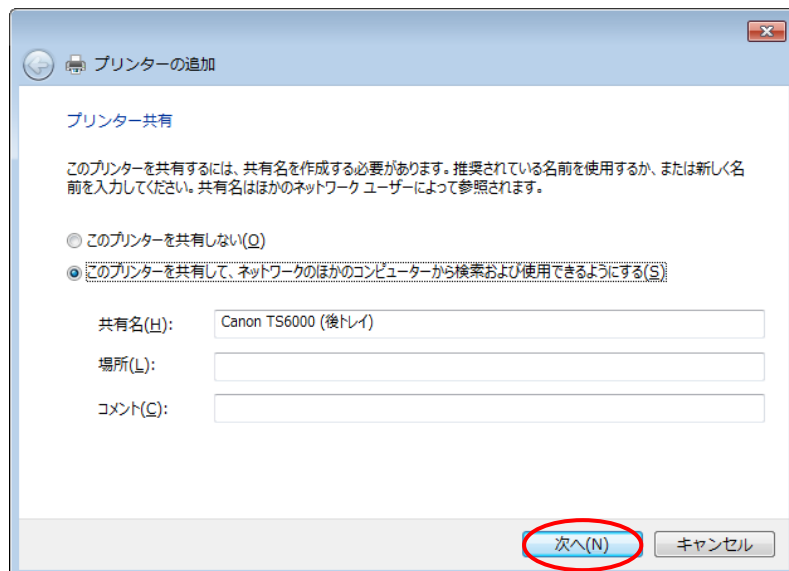 プリンターの追加
プリンター共有
このプリンターを共有するには、共有名を作成する必要があります。推奨されている名前を使用するか、または新しく名
前を入力してください。共有名はほかのネットワーク ユーザーによって参照されます。
このプリンターを共有しない(O)
このプリンターを共有して、ネットワークのほかのコンピューターから検索および使用できるようにする(S)
共有名(H): Canon TS6000 (後トレイ)
場所(L):
コメント(C):
次へ(N) キャンセル